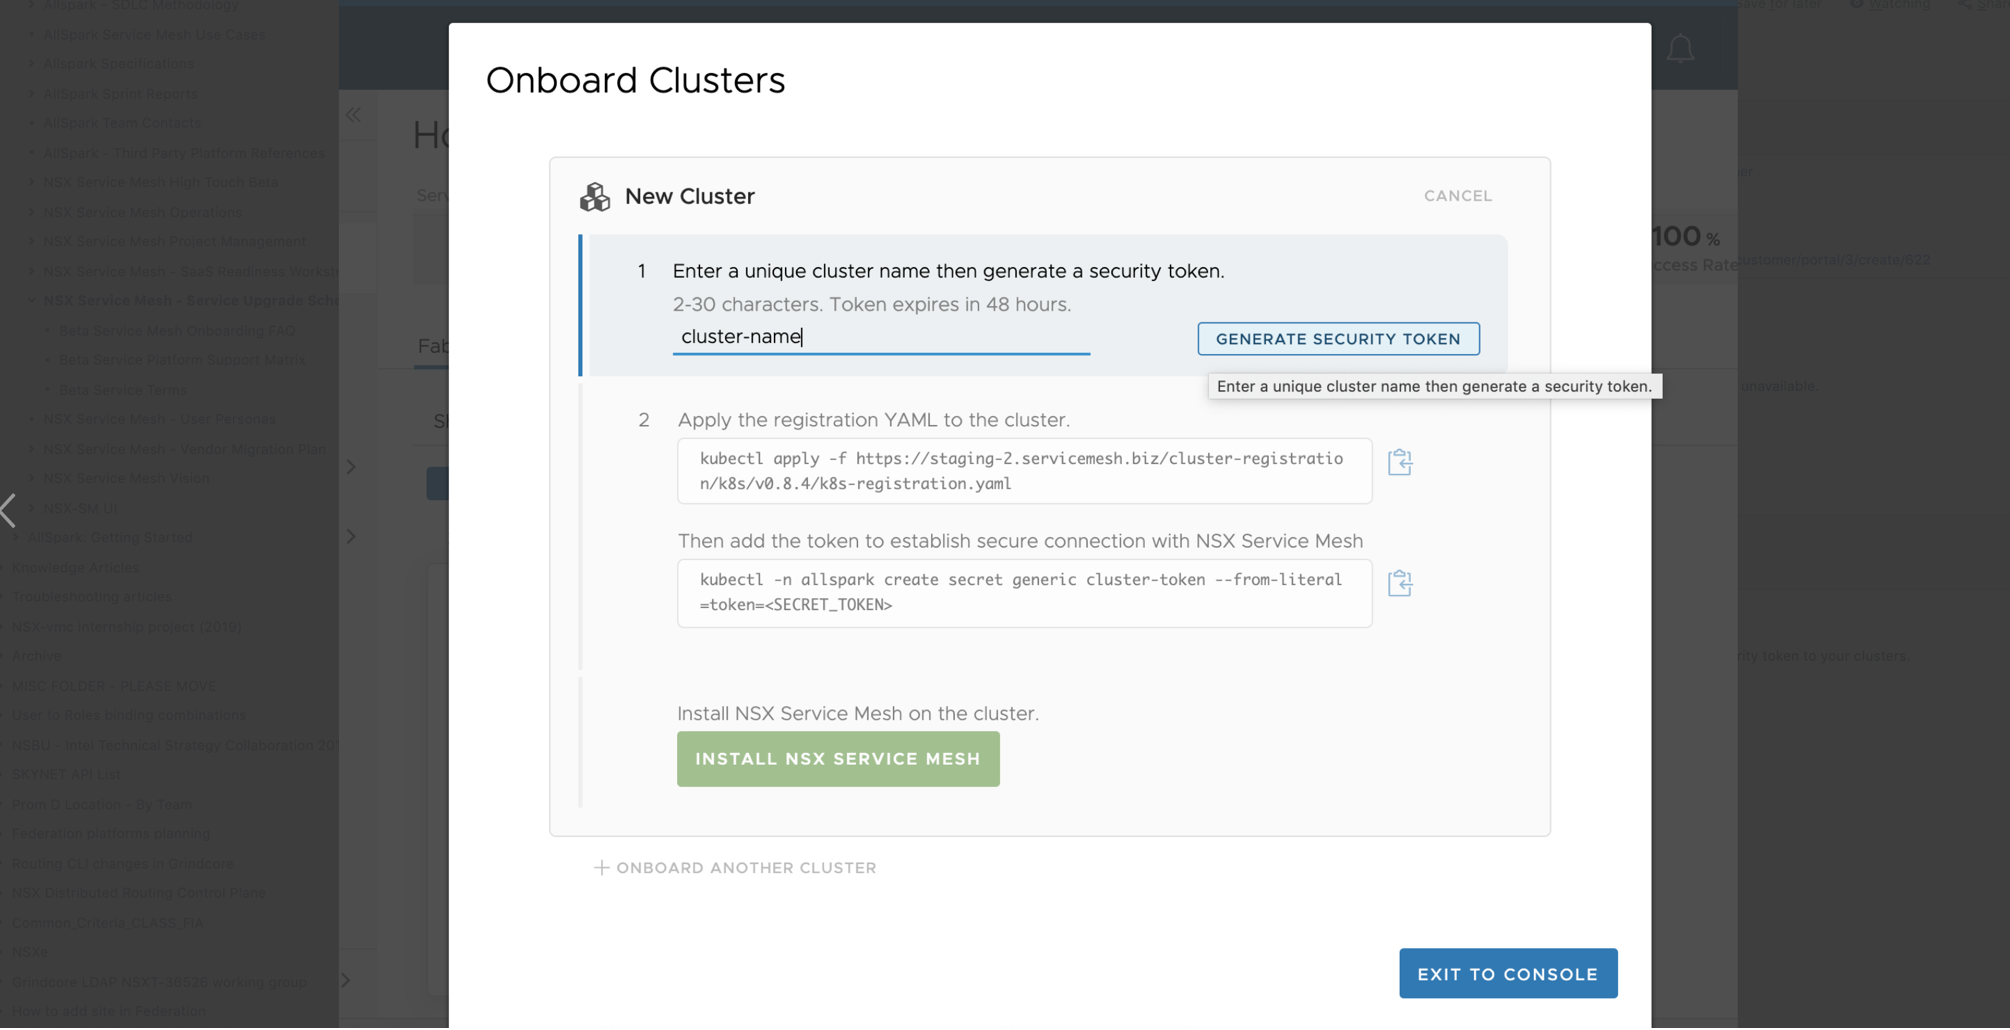 Allspark - SDLC Methodology
AllSpark Service Mesh Use Cases
Allspark Specifications
AllSpark Sprint Reports
AllSpark Team Contacts
AllSpark - Third Party Platform References
NSX Service Mesh High Touch Beta
NSX Service Mesh Operations
NSX Service Mesh Project Management
NSX Service Mesh - SaaS Readiness Worksh
NSX Service Mesh - Service Upgrade Sche
Beta Service Mesh Onboarding FAQ
Beta Service Platform Support Matrix
Beta Service Terms
NSX Service Mesh - User Personas
NSX Service Mesh - Vendor Migration Plan
NSX Service Mesh Vision
NSX-SM UI
AllSpark: Getting Started
Knowledge Articles
Troubleshooting articles
NSX-vmc internship project (2019)
Archive
MISC FOLDER - PLEASE MOVE
User to Roles binding combinations
NSBU - Intel Technical Strategy Collaboration 20
SKYNET API List
Prom D Location - By Team
Federation platforms planning
Routing CLI changes in Grindcore
NSX Distributed Routing Control Plane
Common_Criteria_CLASS_FIA
NSXe
Grindcore LDAP NSXT-36526 working group
How to add site in Federation
Ho
Serv
Fab
Onboard Clusters
New Cluster
CANCEL
1 Enter a unique cluster name then generate a security token.
2-30 characters. Token expires in 48 hours.
cluster-name
GENERATE SECURITY TOKEN
Enter a unique cluster name then generate a security token.
2 Apply the registration YAML to the cluster.
kubectl apply -f https://staging-2.servicemesh.biz/cluster-registratio
n/k8s/v0.8.4/k8s-registration.yaml
Then add the token to establish secure connection with NSX Service Mesh
kubectl -n allspark create secret generic cluster-token --from-literal
=token=<SECRET_TOKEN>
Install NSX Service Mesh on the cluster.
INSTALL NSX SERVICE MESH
+ ONBOARD ANOTHER CLUSTER
EXIT TO CONSOLE
Save for later
Watching
Shar
100 %
ccess Rate
customer/portal/3/create/822
unavailable.
rity token to your clusters.